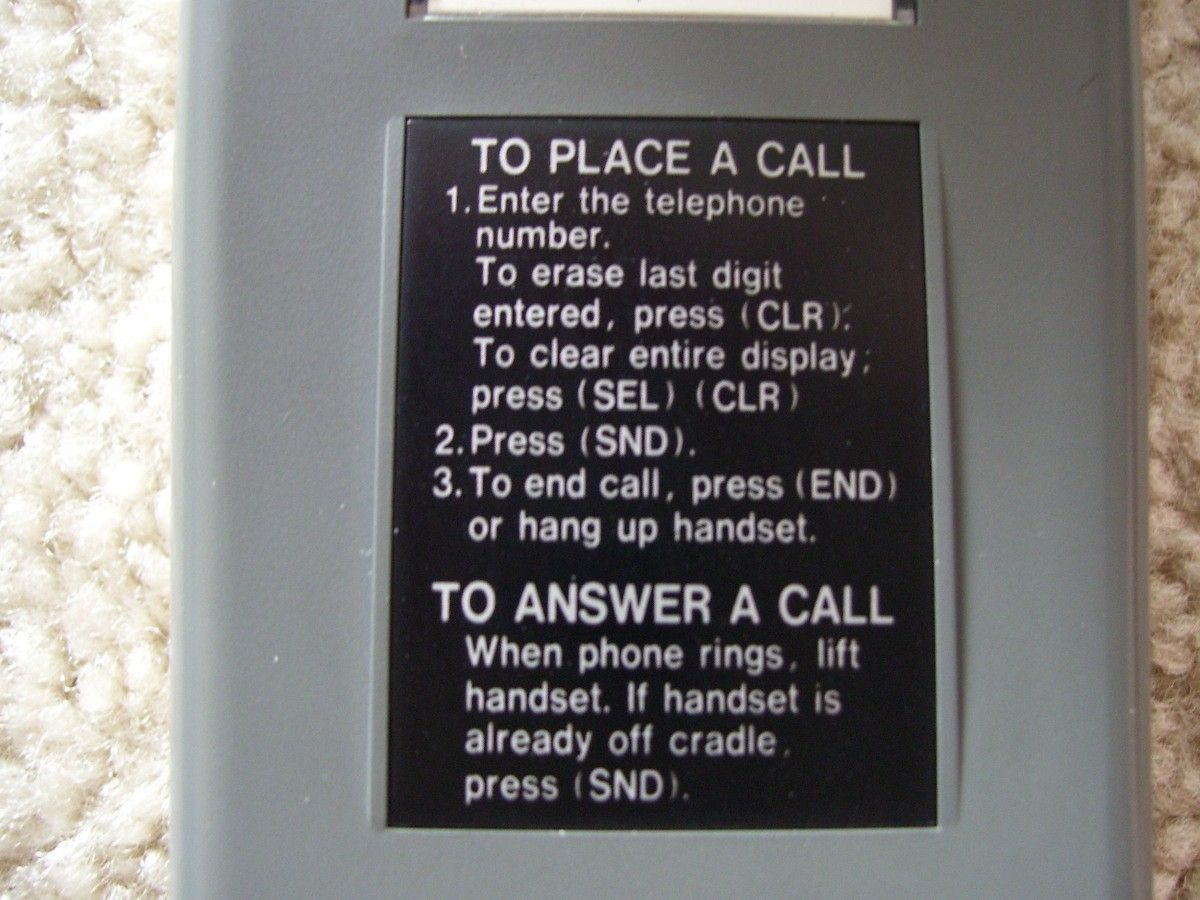 TO PLACE A CALL
1. Enter the telephone
number.
To erase last digit
entered, press (CLR).
To clear entire display,
press (SEL) (CLR)
2. Press (SND).
3. To end call, press (END)
or hang up handset.
TO ANSWER A CALL
When phone rings, lift
handset. If handset is
already off cradle,
press (SND).